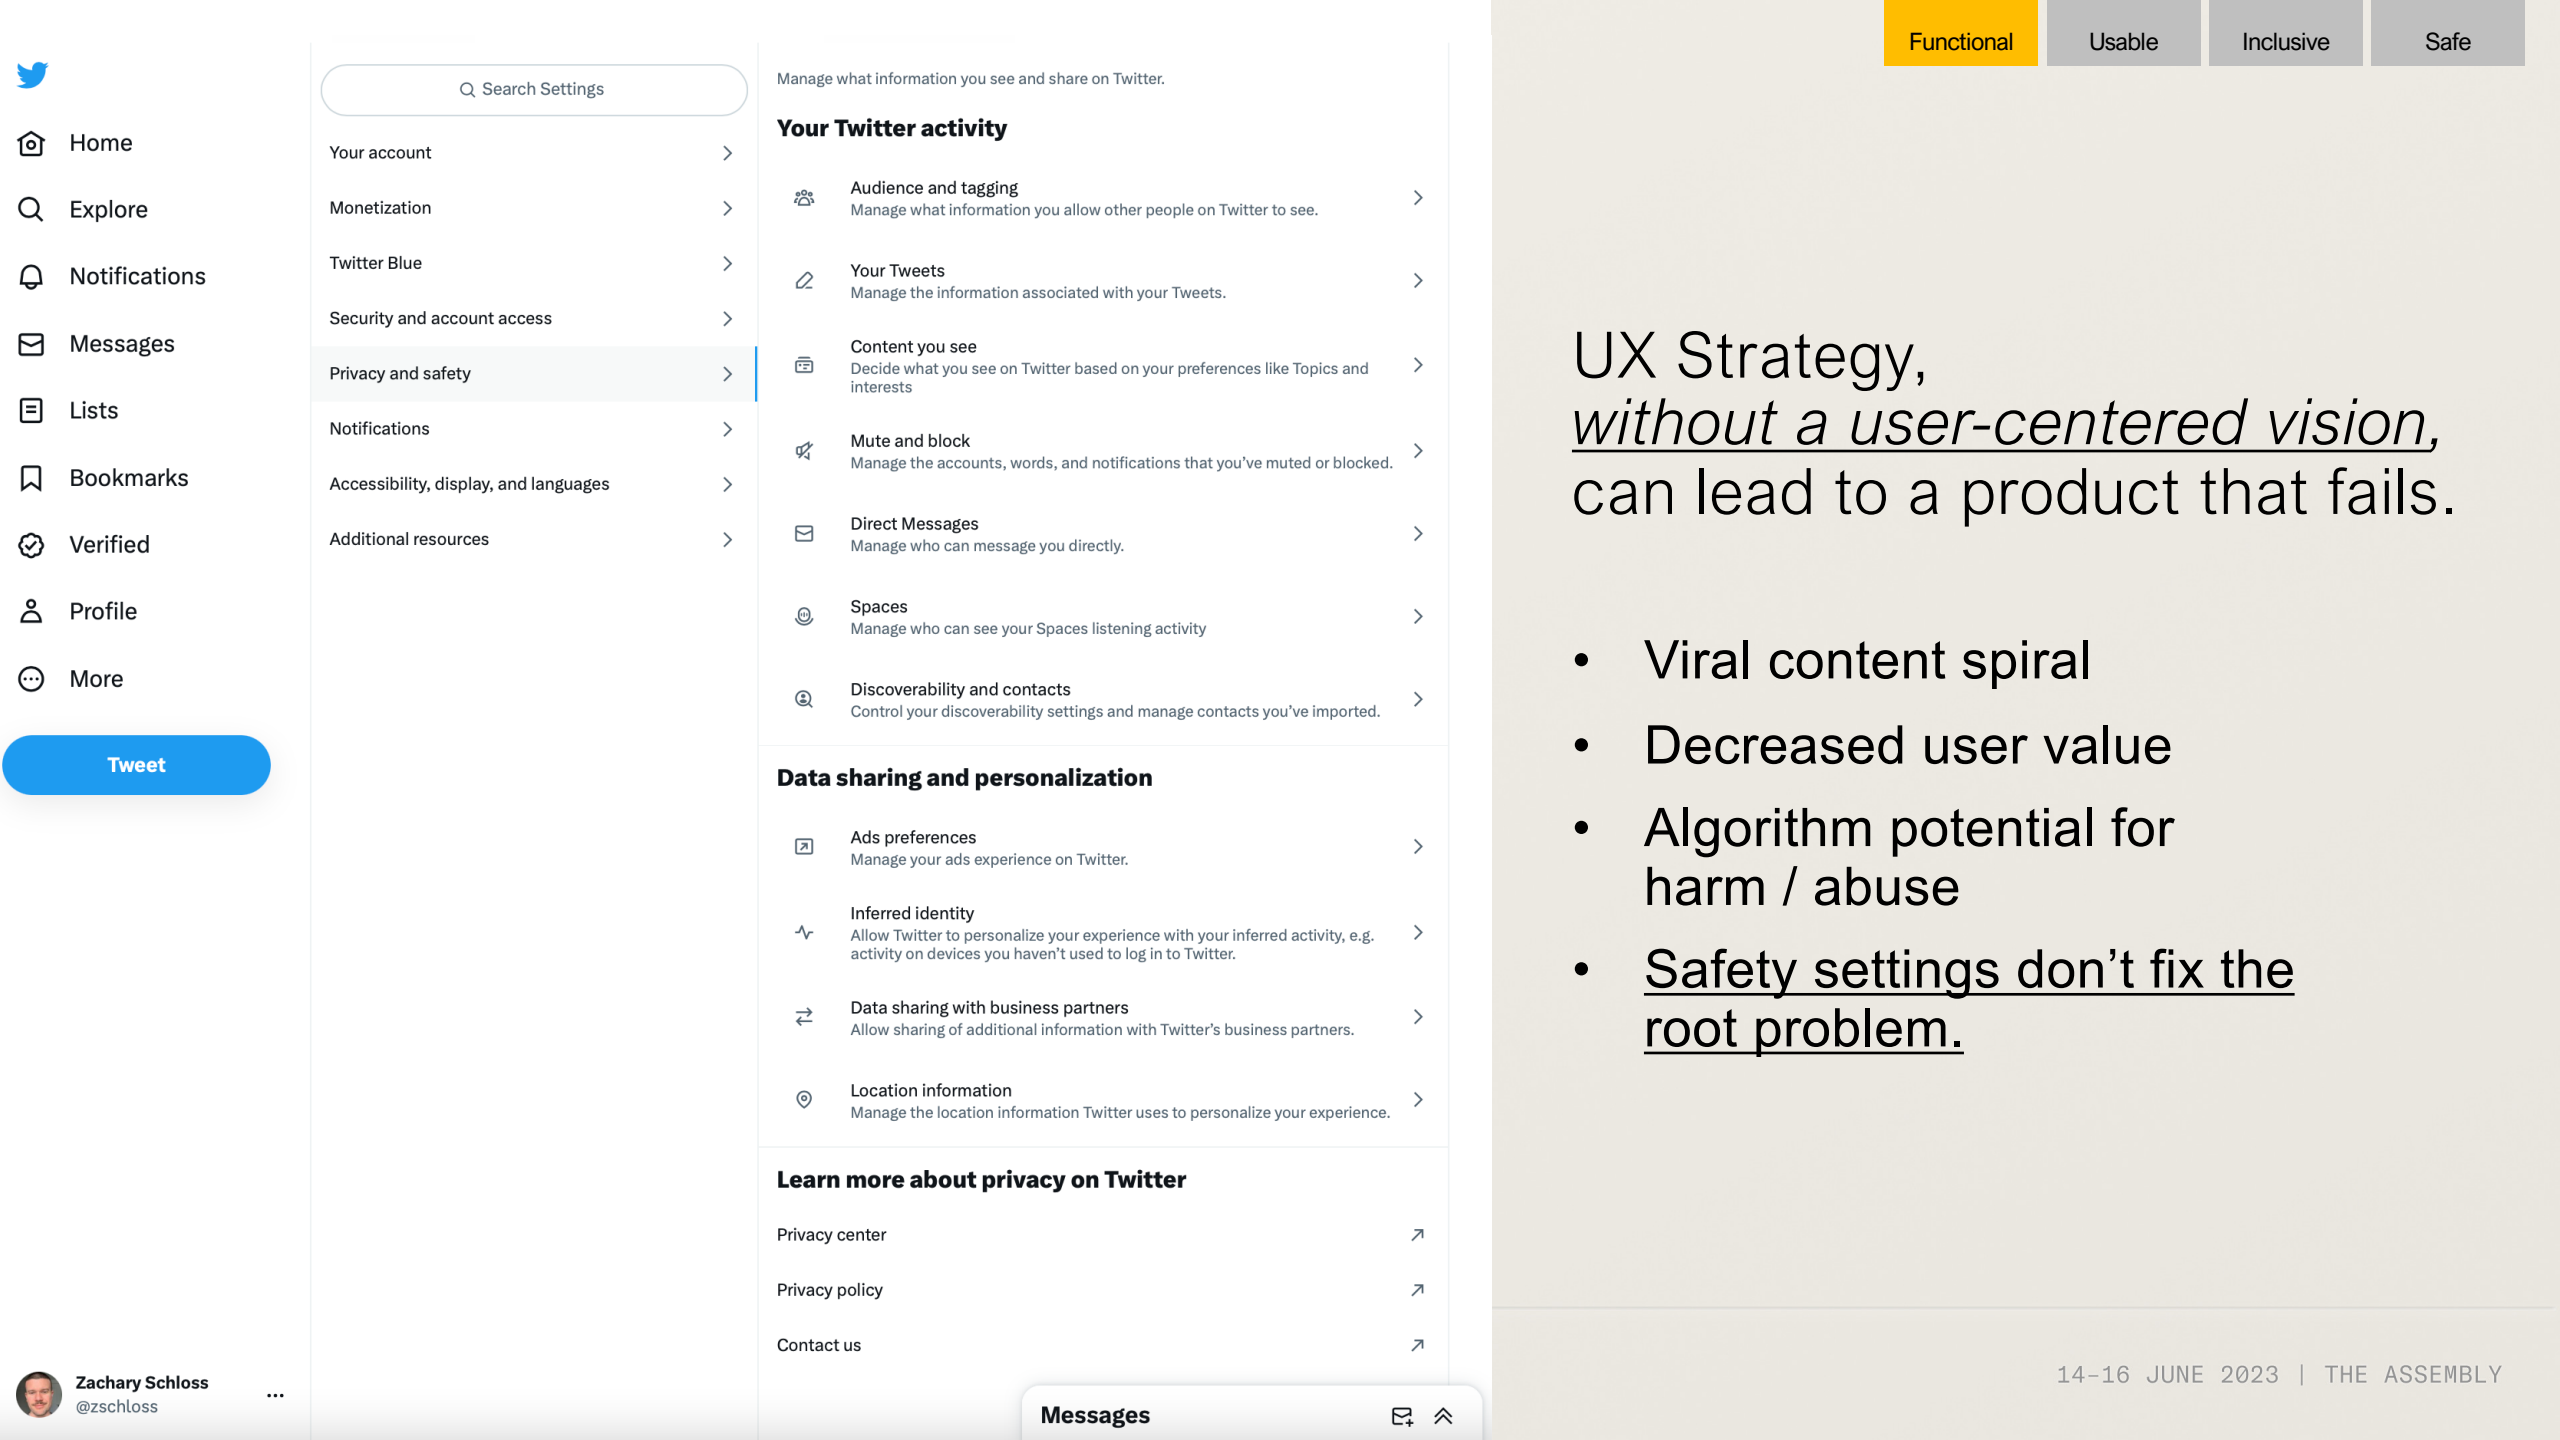 Home
Explore
Notifications
Messages
Lists
Bookmarks
Verified
Profile
More
Tweet
Zachary Schloss
@zschloss
Search Settings
Your account
Monetization
Twitter Blue
Security and account access
Privacy and safety
Notifications
Accessibility, display, and languages
Additional resources
Manage what information you see and share on Twitter.
Your Twitter activity
Audience and tagging
Manage what information you allow other people on Twitter to see.
Your Tweets
Manage the information associated with your Tweets.
Content you see
Decide what you see on Twitter based on your preferences like Topics and
interests
Mute and block
Manage the accounts, words, and notifications that you’ve muted or blocked.
Direct Messages
Manage who can message you directly.
Spaces
Manage who can see your Spaces listening activity
Discoverability and contacts
Control your discoverability settings and manage contacts you’ve imported.
Data sharing and personalization
Ads preferences
Manage your ads experience on Twitter.
Inferred identity
Allow Twitter to personalize your experience with your inferred activity, e.g.
activity on devices you haven’t used to log in to Twitter.
Data sharing with business partners
Allow sharing of additional information with Twitter’s business partners.
Location information
Manage the location information Twitter uses to personalize your experience.
Learn more about privacy on Twitter
Privacy center
Privacy policy
Contact us
Messages
Functional
Usable
Inclusive
Safe
UX Strategy,
without a user-centered vision,
can lead to a product that fails.
• Viral content spiral
• Decreased user value
• Algorithm potential for
harm / abuse
• Safety settings don’t fix the
root problem.
14–16 JUNE 2023 | THE ASSEMBLY